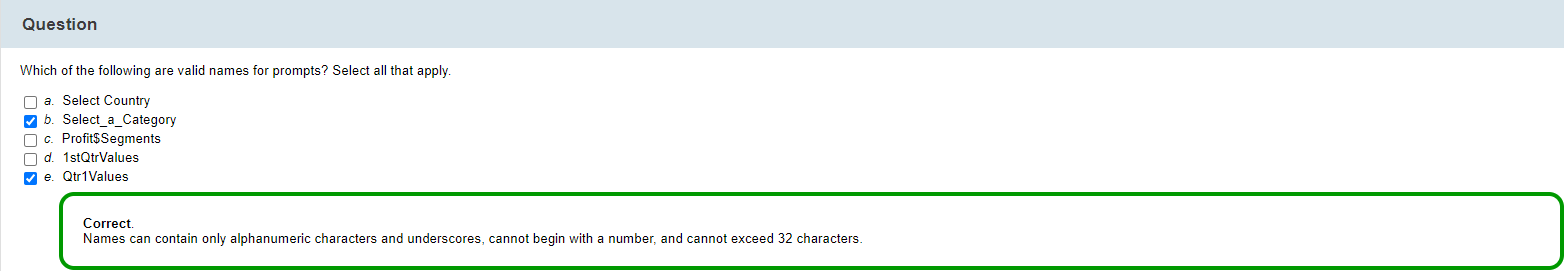 Question
Which of the following are valid names for prompts? Select all that apply.
a. Select Country
b. Select_a_Category
c. Profit$Segments
d. 1stQtrValues
e. Qtr1Values
Correct.
Names can contain only alphanumeric characters and underscores, cannot begin with a number, and cannot exceed 32 characters.